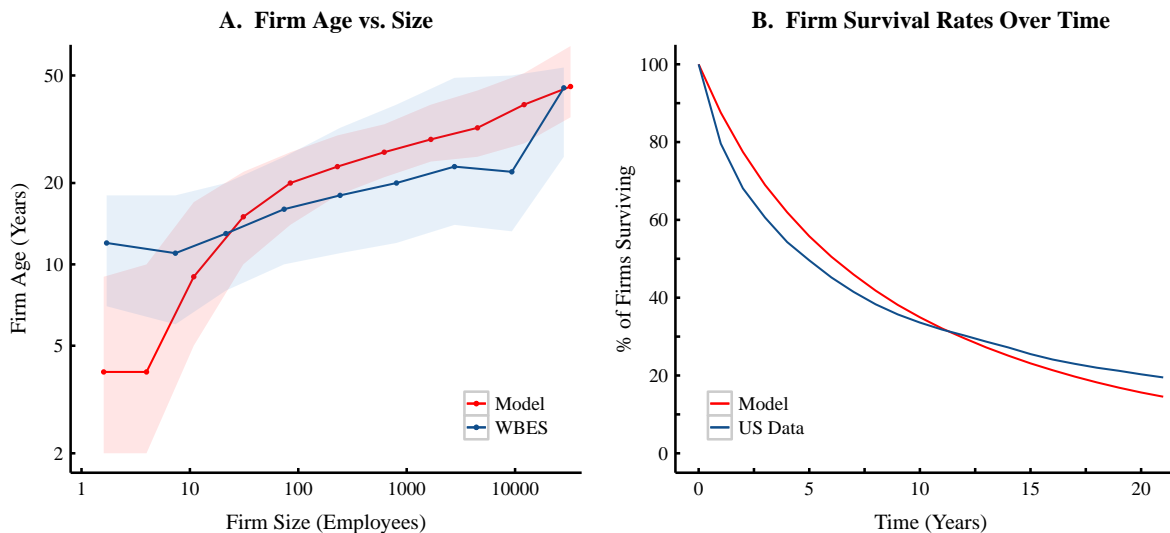 A.  Firm Age vs. Size
50
20
10
5
2
Firm Age (Years)
1
10
100
1000
10000
Firm Size (Employees)
Model
WBES
B.  Firm Survival Rates Over Time
100
80
60
40
20
0
% of Firms Surviving
0
5
10
15
20
Time (Years)
Model
US Data